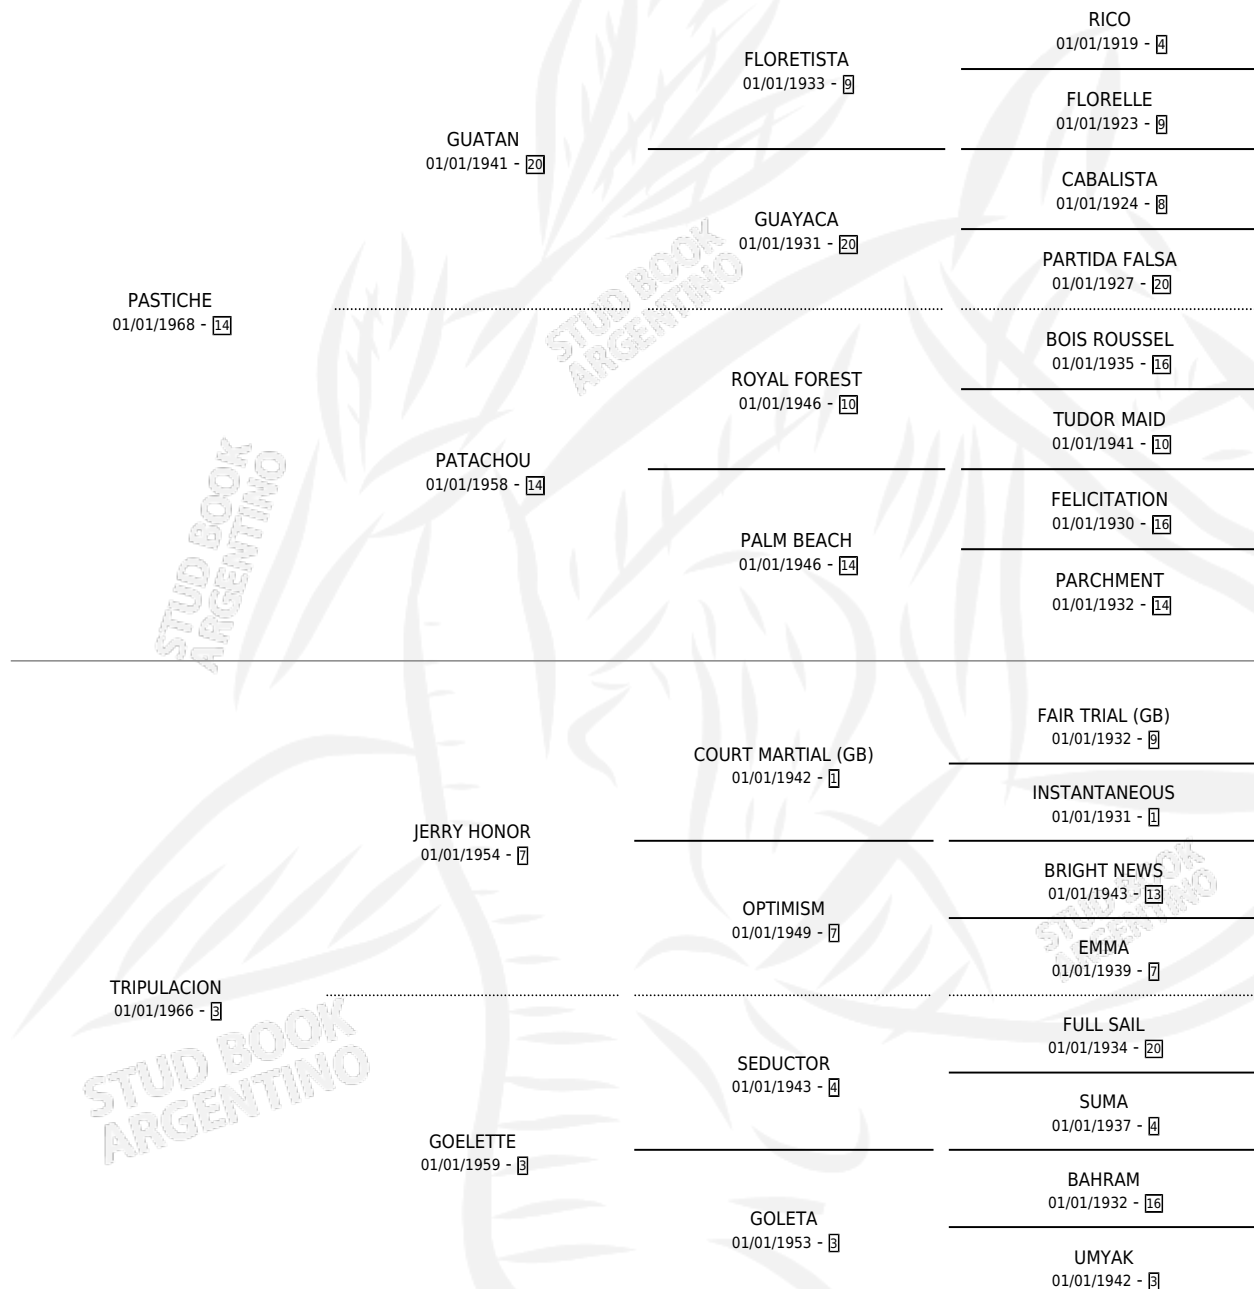 PASTICHE
01/01/1968 - 14
GUATAN
01/01/1941 - 20
FLORETISTA
01/01/1933 - 9
RICO
01/01/1919 - 4
FLORELLE
01/01/1923 - 9
GUAYACA
01/01/1931 - 20
CABALISTA
01/01/1924 - 8
PARTIDA FALSA
01/01/1927 - 20
PATACHOU
01/01/1958 - 14
ROYAL FOREST
01/01/1946 - 10
BOIS ROUSSEL
01/01/1935 - 16
TUDOR MAID
01/01/1941 - 10
PALM BEACH
01/01/1946 - 14
FELICITATION
01/01/1930 - 16
PARCHMENT
01/01/1932 - 14
TRIPULACION
01/01/1966 - 3
JERRY HONOR
01/01/1954 - 7
COURT MARTIAL (GB)
01/01/1942 - 1
FAIR TRIAL (GB)
01/01/1932 - 9
INSTANTANEOUS
01/01/1931 - 1
OPTIMISM
01/01/1949 - 7
BRIGHT NEWS
01/01/1943 - 13
EMMA
01/01/1939 - 7
GOELETTE
01/01/1959 - 3
SEDUCTOR
01/01/1943 - 4
FULL SAIL
01/01/1934 - 20
SUMA
01/01/1937 - 4
GOLETA
01/01/1953 - 3
BAHRAM
01/01/1932 - 16
UMYAK
01/01/1942 - 3
STUD BOOK
ARGENTINO
STUD BOOK
ARGENTINO
STUD BOOK
ARGENTINO
STUD BOOK
ARGENTINO